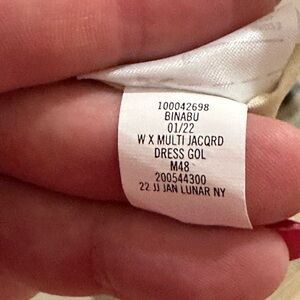 100042698
BINABU
01/22
W X MULTI JACQRD
DRESS GOL
M48
200544300
22 JJ JAN LUNAR NY